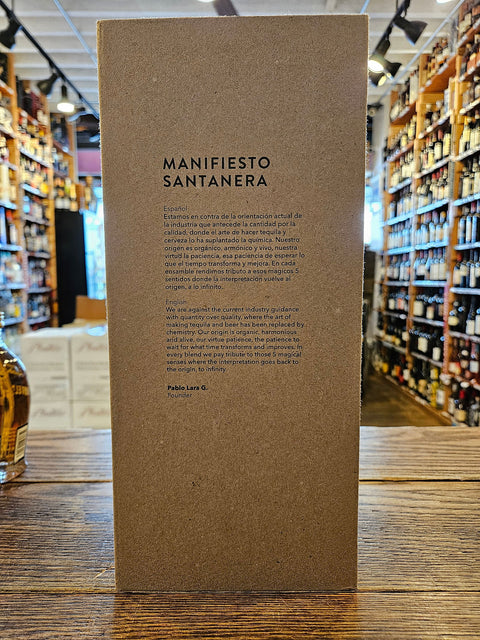 MANIFIESTO
SANTANERA
Español
Estamos en contra de la orientación actual de
la industria que antecede la cantidad por la
calidad, donde el arte de hacer tequila y
cerveza lo ha suplantado la química. Nuestro
origen es orgánico, armónico y vivo, nuestra
virtud la paciencia, esa paciencia de esperar lo
que el tiempo transforma y mejora. En cada
ensamble rendimos tributo a esos magicos 5
sentidos donde la interpretación vuelve al
origen, a lo infinito.
English
We are against the current industry guidance
with quantity over quality, where the art of
making tequila and beer has been replaced by
chemistry. Our origin is organic, harmonious
and alive, our virtue patience, the patience to
wait for what time transforms and improves. In
every blend we pay tribute to those 5 magical
senses where the interpretation goes back to
the origin, to infinity.
Pablo Lara G.
Founder